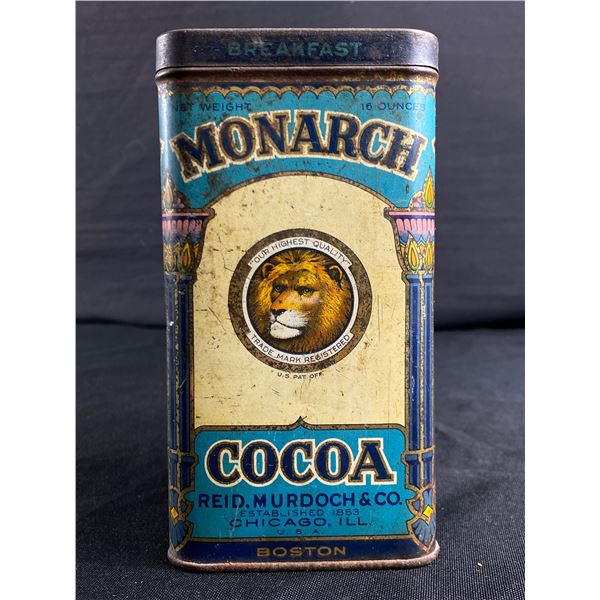 BREAKFAST
NET WEIGHT 16 OUNCES
MONARCH
"OUR HIGHEST QUALITY"
TRADE MARK REGISTERED
U.S. PAT. OFF.
COCOA
REID, MURDOCH & CO.
ESTABLISHED 1853
CHICAGO, ILL.
U.S.A.
BOSTON